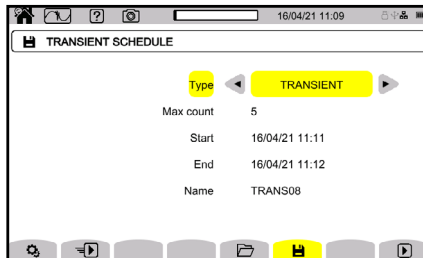 ?
16/04/21 11:09
TRANSIENT SCHEDULE
Type TRANSIENT
Max count 5
Start 16/04/21 11:11
End 16/04/21 11:12
Name TRANS08